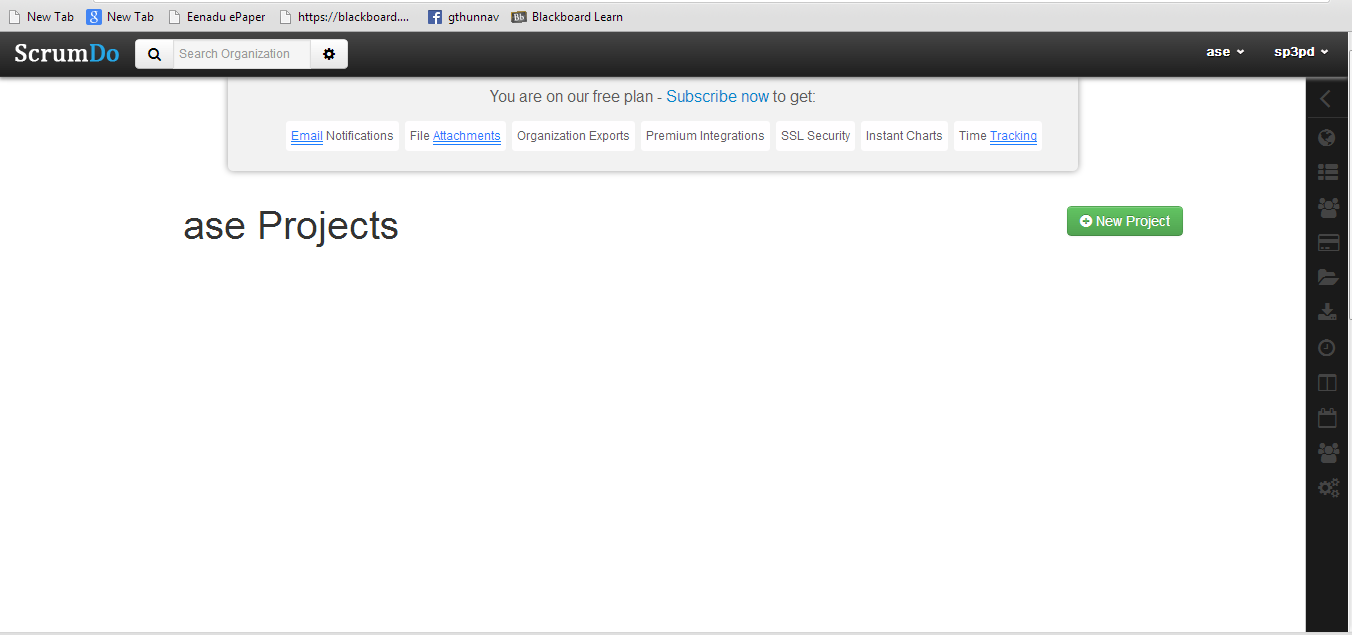 New Tab New Tab Eenadu ePaper https://blackboard.... gthunnav Bb Blackboard Learn
ScrumDo Search Organization ase sp3pd
You are on our free plan - Subscribe now to get:
Email Notifications File Attachments Organization Exports Premium Integrations SSL Security Instant Charts Time Tracking
ase Projects New Project